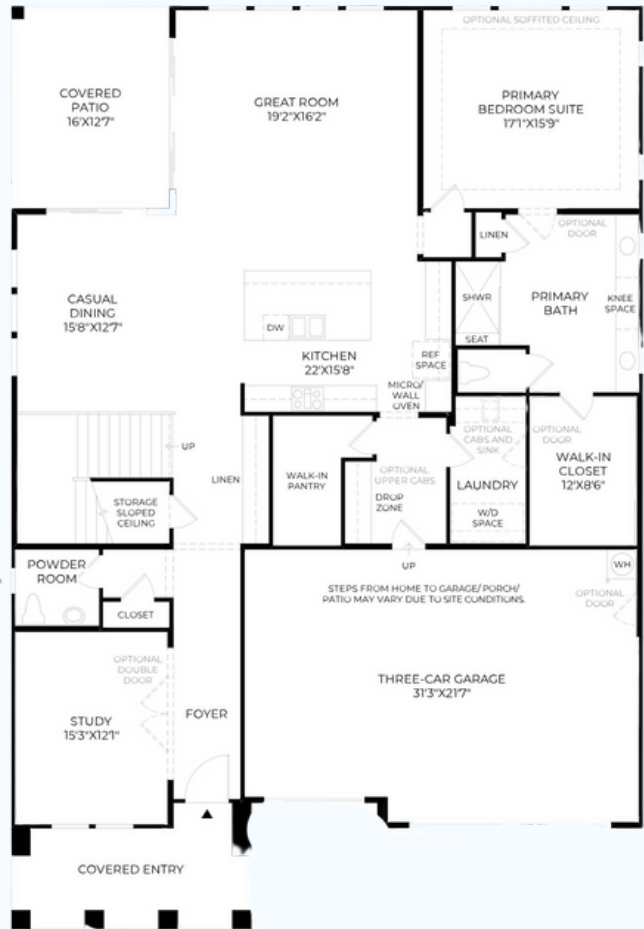 OPTIONAL SOFFITED CEILING
COVERED
PATIO
16'X12'7"
GREAT ROOM
19'2"X16'2"
PRIMARY
BEDROOM SUITE
17'1"X15'9"
LINEN
OPTIONAL
DOOR
CASUAL
DINING
15'8"X12'7"
SHWR
PRIMARY
BATH
KNEE
SPACE
DW
SEAT
KITCHEN
22'X15'8"
REF
SPACE
MICRO/
WALL
OVEN
UP
OPTIONAL
CABS AND
SINK
OPTIONAL
DOOR
WALK-IN
CLOSET
12'X8'6"
LINEN
WALK-IN
PANTRY
OPTIONAL
UPPER CABS
DROP
ZONE
LAUNDRY
STORAGE
SLOPED
CEILING
W/D
SPACE
POWDER
ROOM
UP
WH
STEPS FROM HOME TO GARAGE/ PORCH/
PATIO MAY VARY DUE TO SITE CONDITIONS.
OPTIONAL
DOOR
CLOSET
OPTIONAL
DOUBLE
DOOR
THREE-CAR GARAGE
31'3"X21'7"
STUDY
15'3"X12'1"
FOYER
COVERED ENTRY